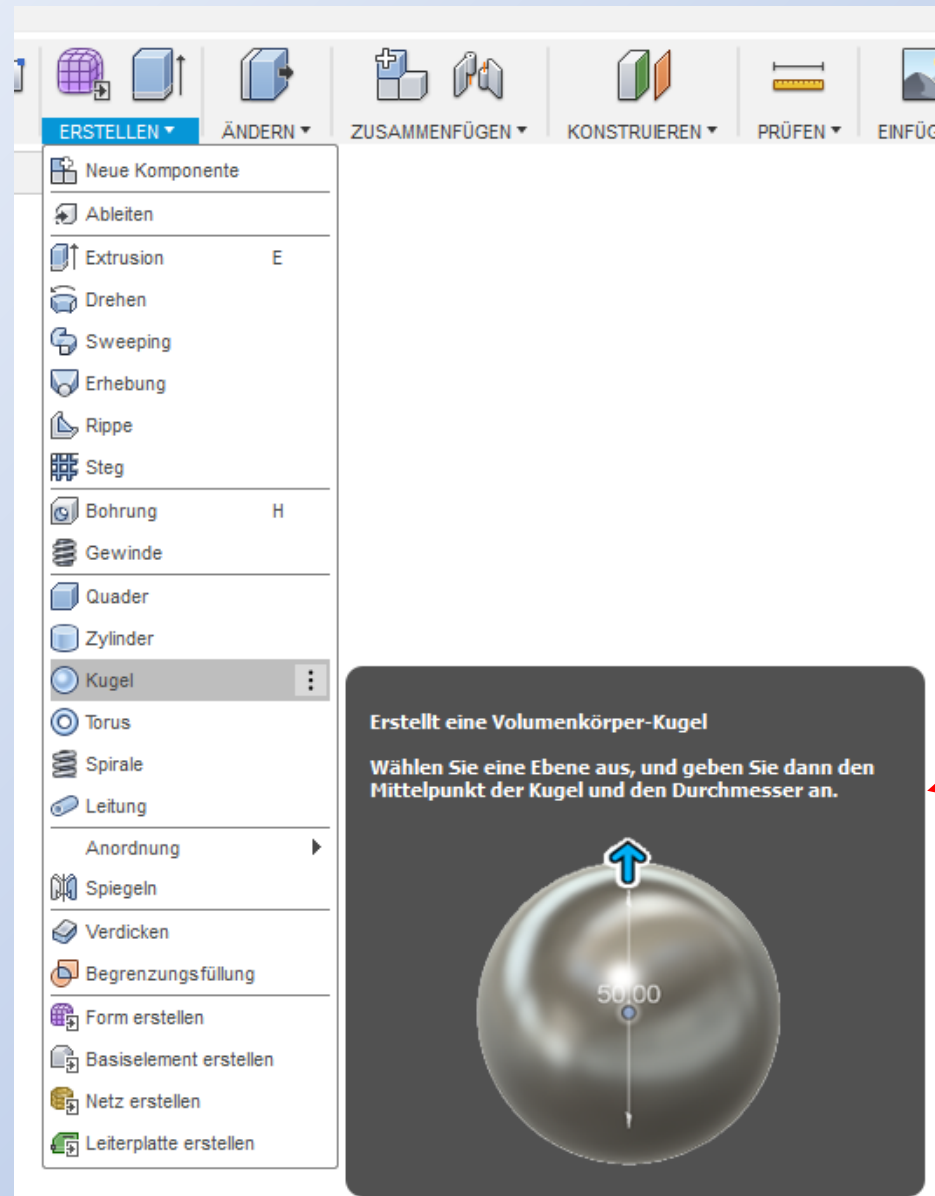 ERSTELLEN ÄNDERN ZUSAMMENFÜGEN KONSTRUIEREN PRÜFEN EINFÜG
Neue Komponente
Ableiten
Extrusion E
Drehen
Sweeping
Erhebung
Rippe
Steg
Bohrung H
Gewinde
Quader
Zylinder
Kugel
Torus
Spirale
Leitung
Anordnung
Spiegeln
Verdicken
Begrenzungsfüllung
Form erstellen
Basiselement erstellen
Netz erstellen
Leiterplatte erstellen
Erstellt eine Volumenkörper-Kugel
Wählen Sie eine Ebene aus, und geben Sie dann den
Mittelpunkt der Kugel und den Durchmesser an.
50.00